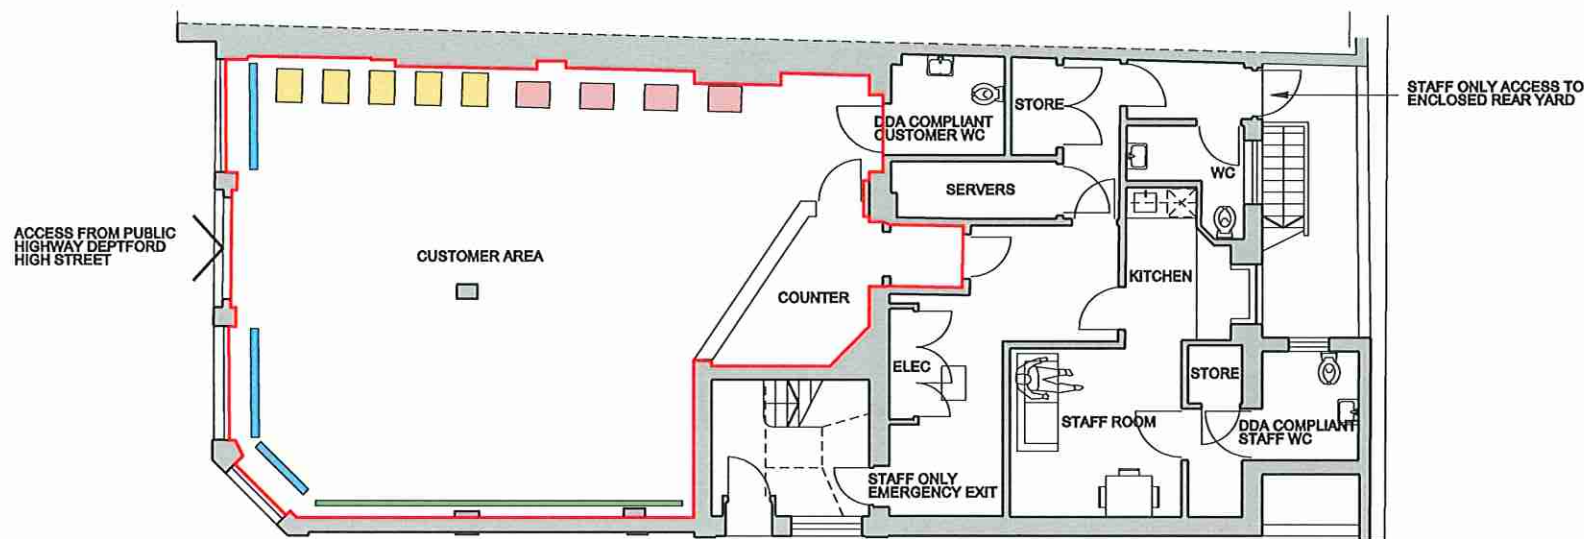 STAFF ONLY ACCESS TO
ENCLOSED REAR YARD
STORE
DDA COMPLIANT
CUSTOMER WC
WC
SERVERS
ACCESS FROM PUBLIC
HIGHWAY DEPTFORD
HIGH STREET
CUSTOMER AREA
KITCHEN
COUNTER
ELEC
STORE
STAFF ROOM
DDA COMPLIANT
STAFF WC
STAFF ONLY
EMERGENCY EXIT